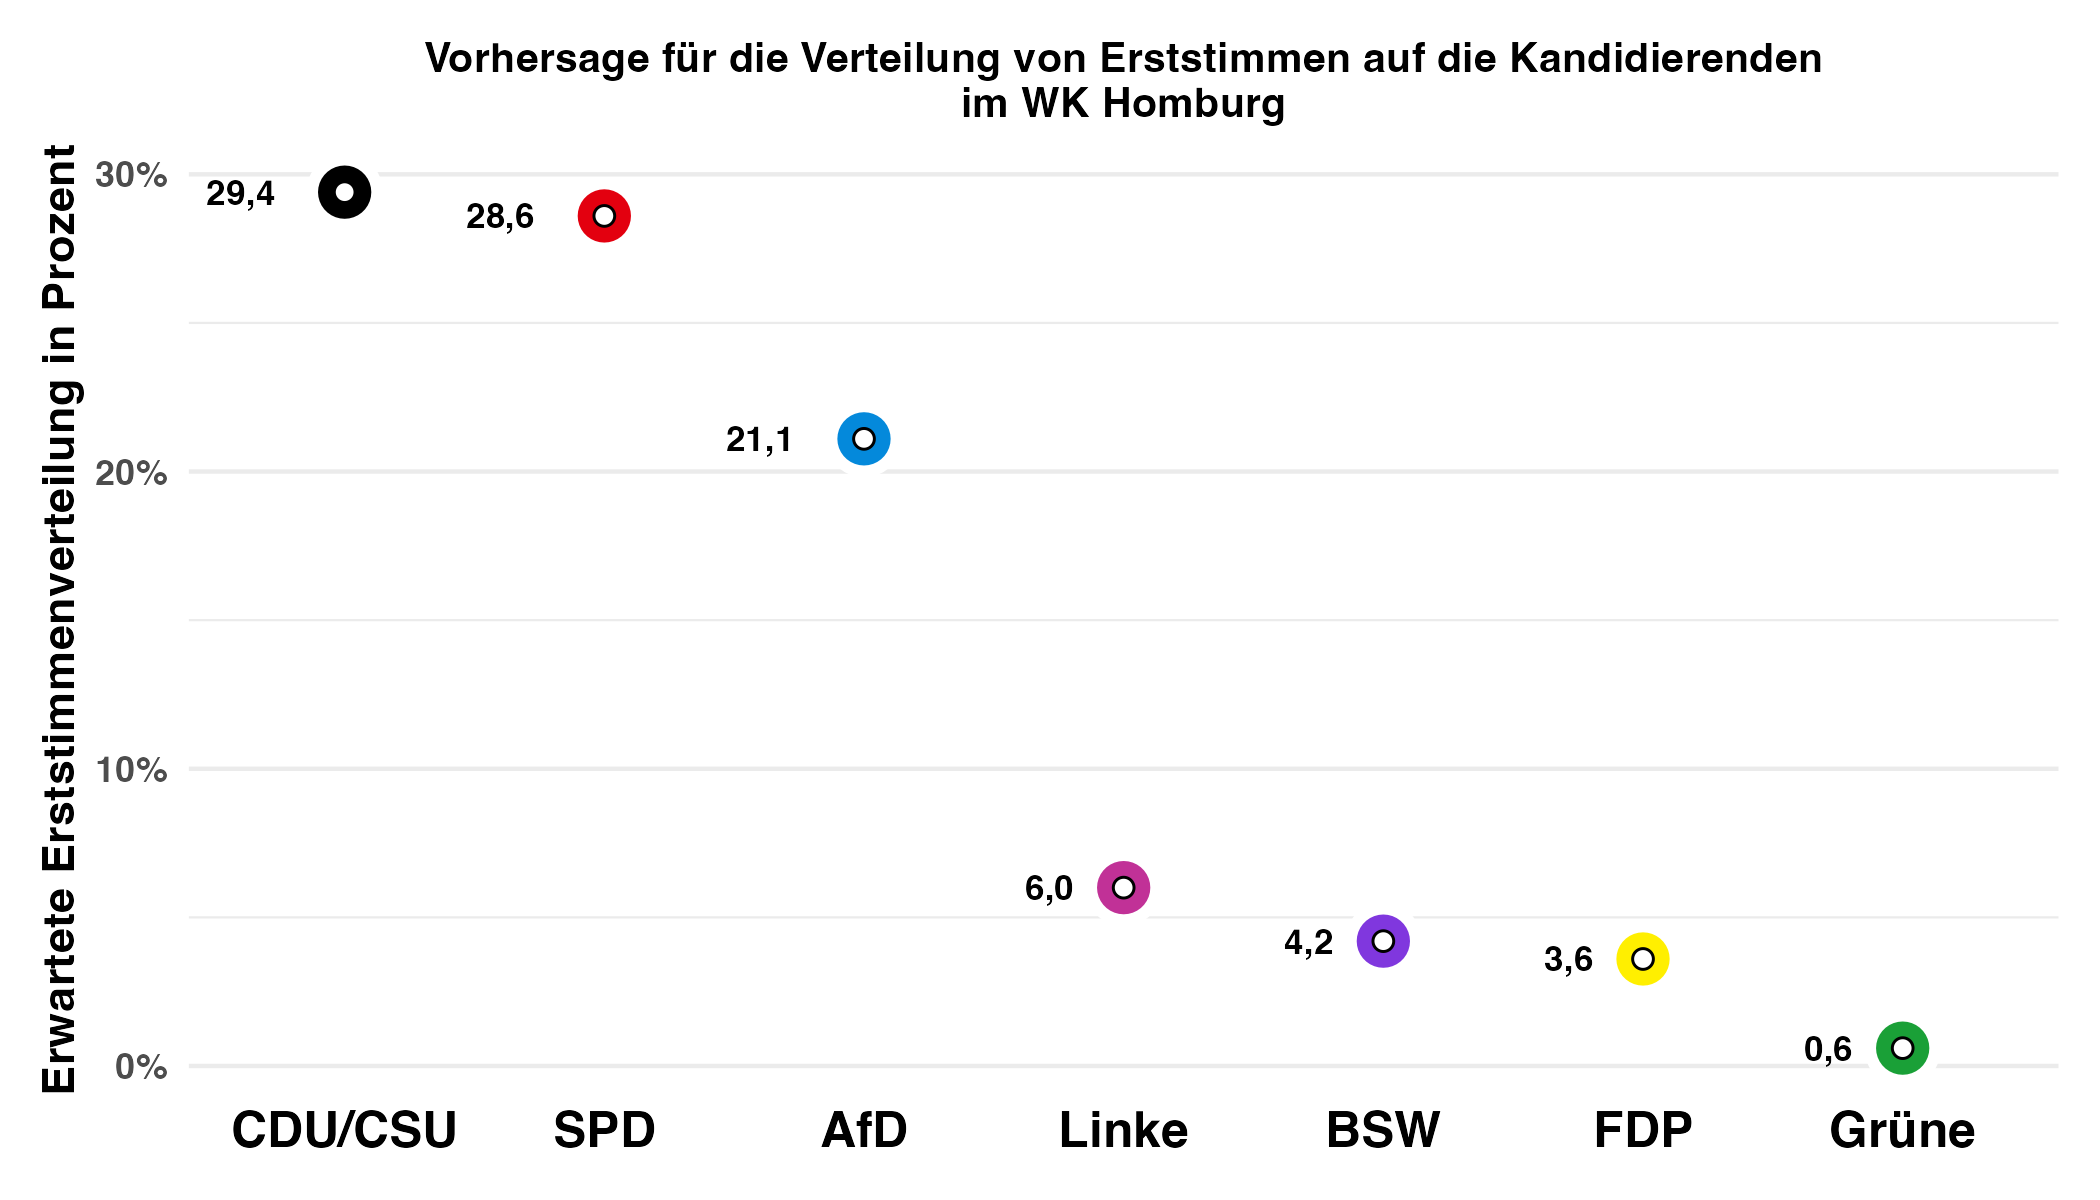 Vorhersage für die Verteilung von Erststimmen auf die Kandidierenden
im WK Homburg
Erwartete Erststimmenverteilung in Prozent
30%
20%
10%
0%
29,4
28,6
21,1
6,0
4,2
3,6
0,6
CDU/CSU
SPD
AfD
Linke
BSW
FDP
Grüne